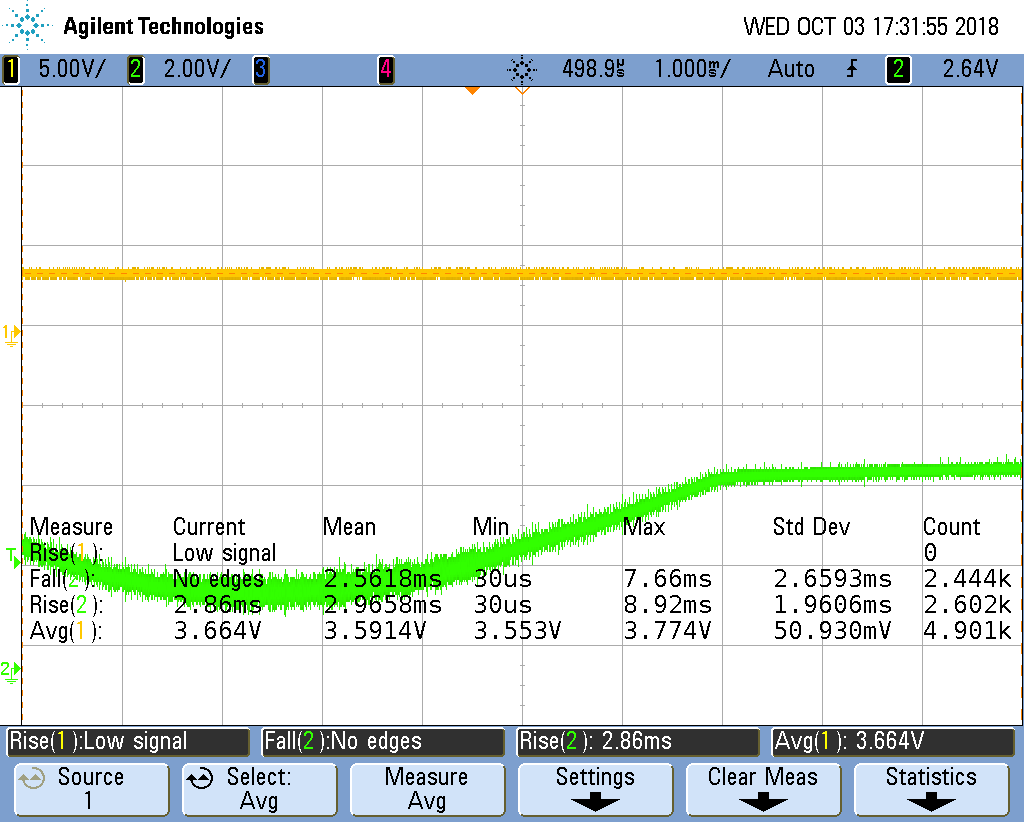 Agilent Technologies WED OCT 03 17:31:55 2018
1 5.00V/ 2 2.00V/ 3 4 498.9µs 1.000ms/ Auto 2 2.64V
1
T
2
Measure Current Mean Min Max Std Dev Count
Rise(1): Low signal 0
Fall(2): No edges 2.5618ms 30us 7.66ms 2.6593ms 2.444k
Rise(2): 2.86ms 2.9658ms 30us 8.92ms 1.9606ms 2.602k
Avg(1): 3.664V 3.5914V 3.553V 3.774V 50.930mV 4.901k
Rise(1):Low signal Fall(2):No edges Rise(2): 2.86ms Avg(1): 3.664V
Source Select: Measure Settings Clear Meas Statistics
1 Avg Avg